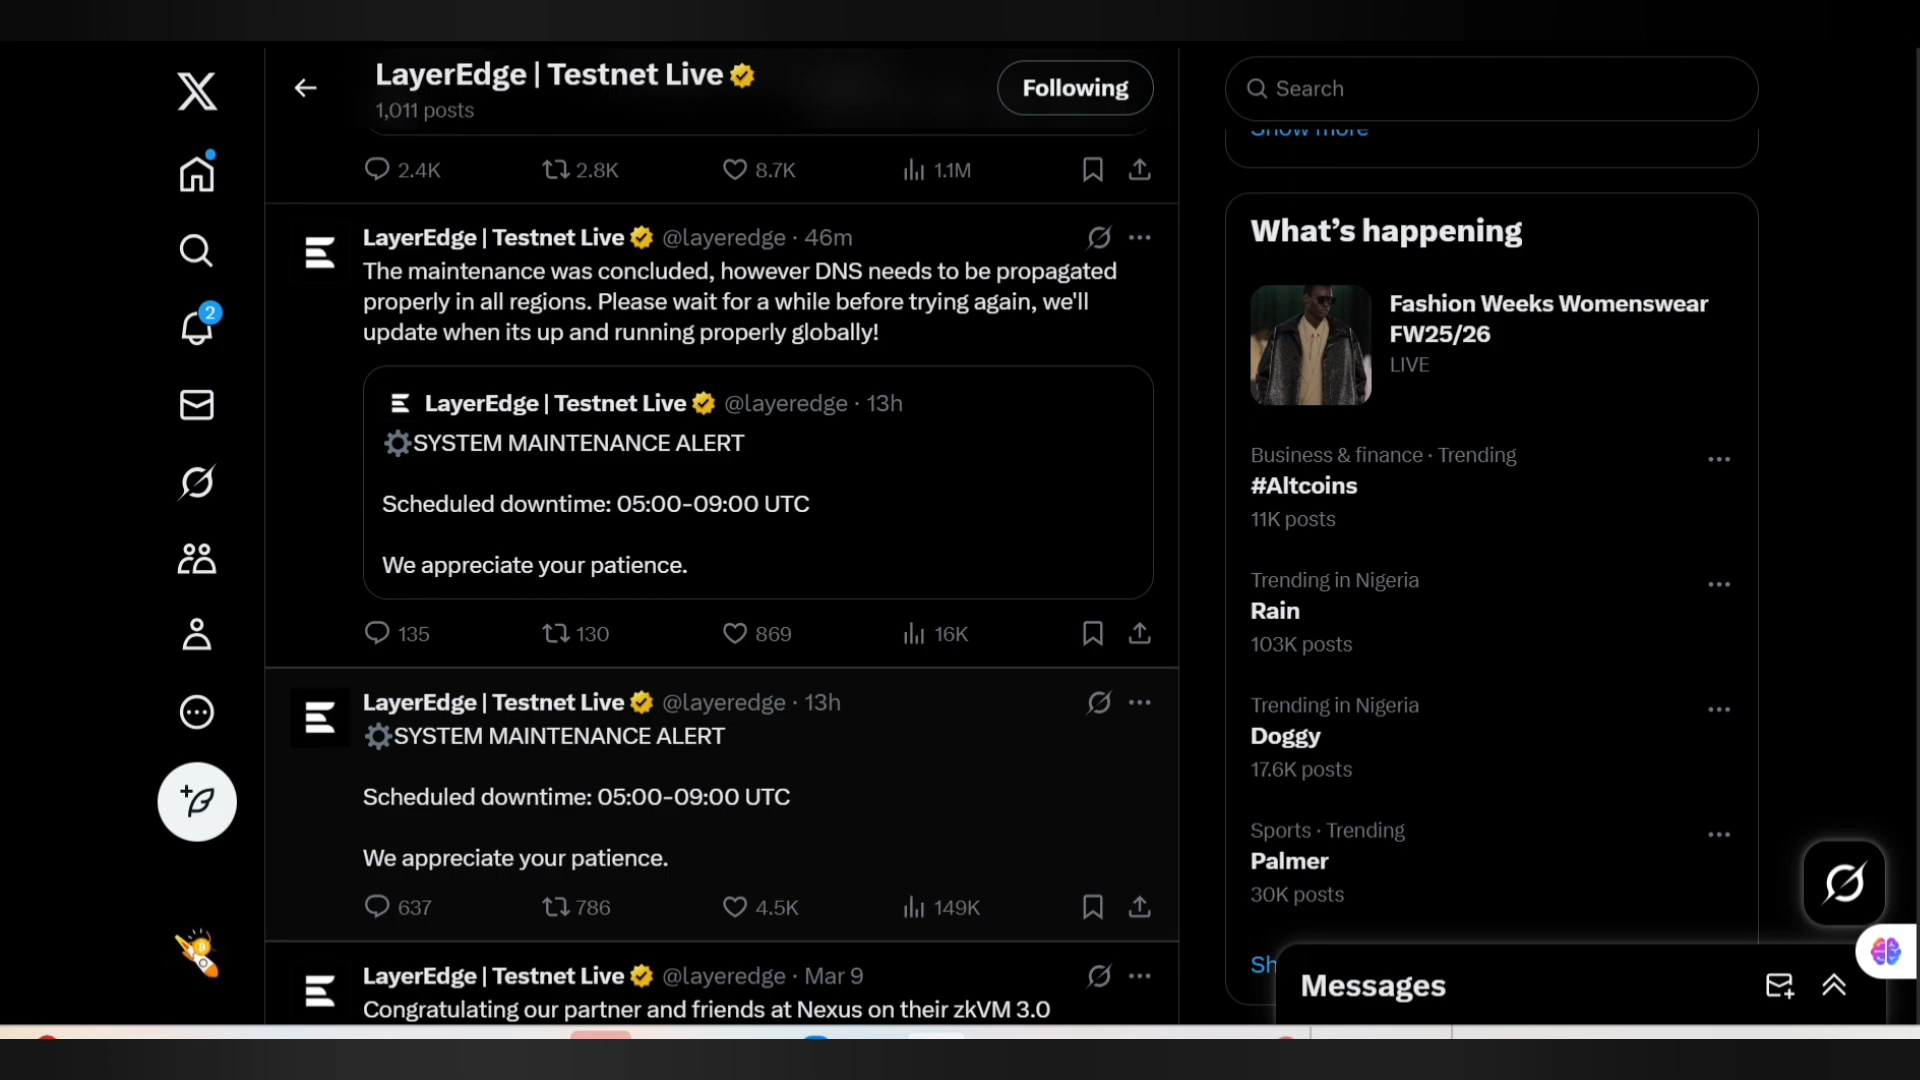 LayerEdge | Testnet Live
1,011 posts
Following
2.4K
2.8K
8.7K
1.1M
LayerEdge | Testnet Live @layeredge · 46m
The maintenance was concluded, however DNS needs to be propagated
properly in all regions. Please wait for a while before trying again, we'll
update when its up and running properly globally!
LayerEdge | Testnet Live @layeredge · 13h
SYSTEM MAINTENANCE ALERT
Scheduled downtime: 05:00-09:00 UTC
We appreciate your patience.
135
130
869
16K
LayerEdge | Testnet Live @layeredge · 13h
SYSTEM MAINTENANCE ALERT
Scheduled downtime: 05:00-09:00 UTC
We appreciate your patience.
637
786
4.5K
149K
LayerEdge | Testnet Live @layeredge · Mar 9
Congratulating our partner and friends at Nexus on their zkVM 3.0
2
Search
Show more
What's happening
Fashion Weeks Womenswear
FW25/26
LIVE
Business & finance · Trending
#Altcoins
11K posts
Trending in Nigeria
Rain
103K posts
Trending in Nigeria
Doggy
17.6K posts
Sports · Trending
Palmer
30K posts
Sh
Messages